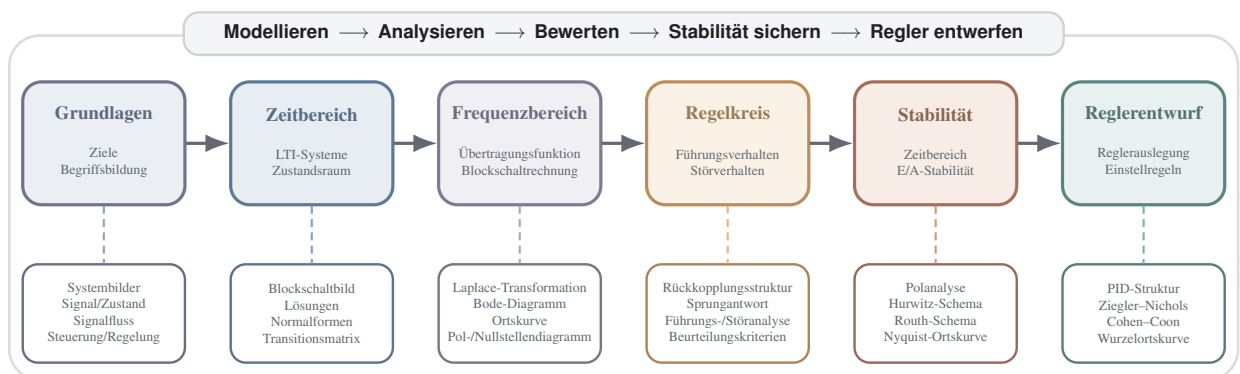 Modellieren → Analysieren → Bewerten → Stabilität sichern → Regler entwerfen
Grundlagen
Ziele
Begriffsbildung
Zeitbereich
LTI-Systeme
Zustandsraum
Frequenzbereich
Übertragungsfunktion
Blockschaltrechnung
Regelkreis
Führungsverhalten
Störverhalten
Stabilität
Zeitbereich
E/A-Stabilität
Reglerentwurf
Reglerauslegung
Einstellregeln
Systembilder
Signal/Zustand
Signalfluss
Steuerung/Regelung
Blockschaltbild
Lösungen
Normalformen
Transitionsmatrix
Laplace-Transformation
Bode-Diagramm
Ortskurve
Pol-/Nullstellendiagramm
Rückkopplungsstruktur
Sprungantwort
Führungs-/Störanalyse
Beurteilungskriterien
Polanalyse
Hurwitz-Schema
Routh-Schema
Nyquist-Ortskurve
PID-Struktur
Ziegler–Nichols
Cohen–Coon
Wurzelortskurve